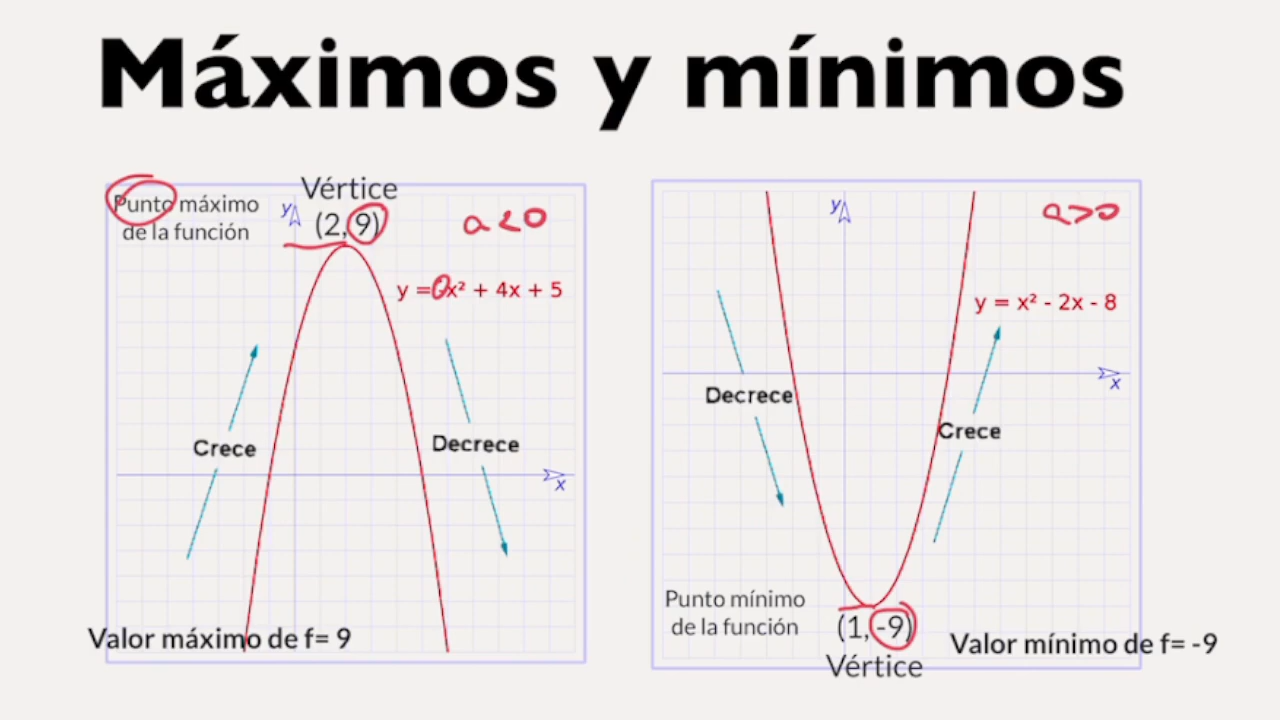 Máximos y mínimos
Punto máximo
de la función
Vértice
(2, 9)
y
a<0
y = x² + 4x + 5
Crece
Decrece
x
Valor máximo de f= 9
y
a>0
y = x² - 2x - 8
x
Decrece
Crece
Punto mínimo
de la función
(1, -9)
Vértice
Valor mínimo de f= -9